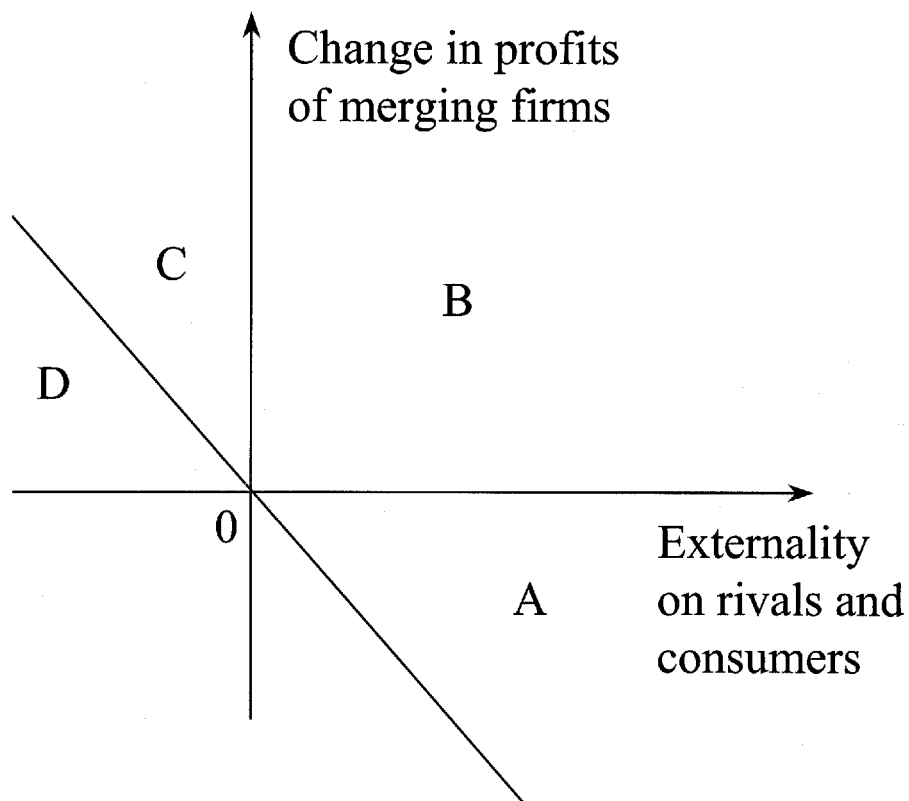 Change in profits
of merging firms
C
B
D
0
Externality
on rivals and
consumers
A